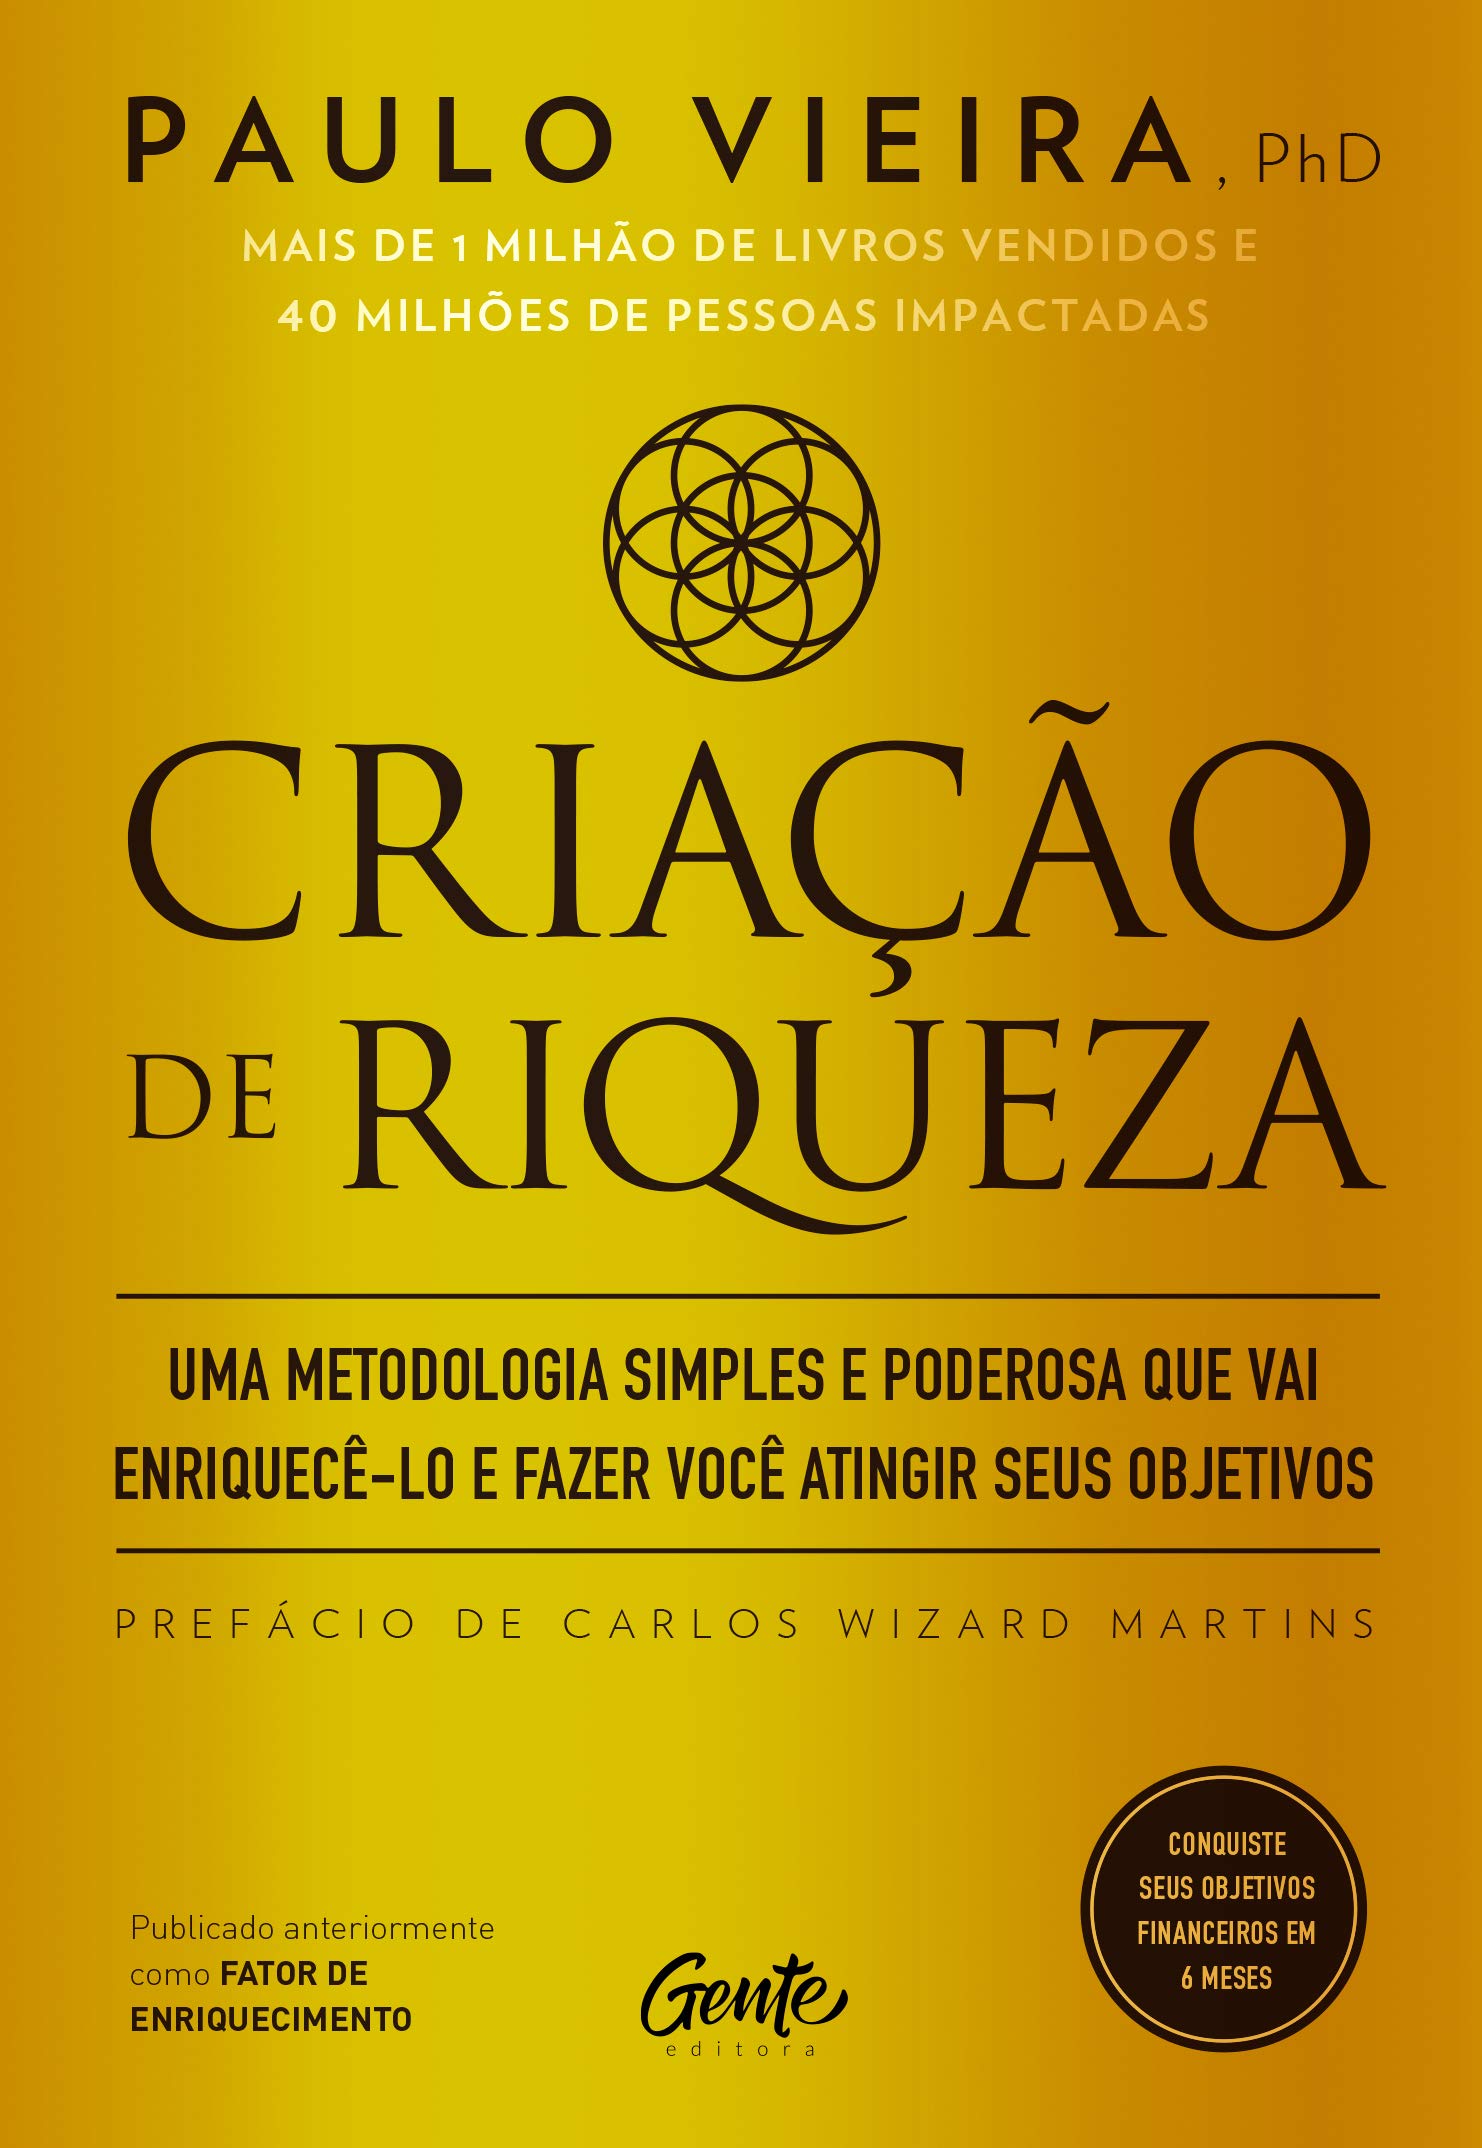 PAULO VIEIRA, PhD
MAIS DE 1 MILHÃO DE LIVROS VENDIDOS E
40 MILHÕES DE PESSOAS IMPACTADAS
CRIAÇÃO
DE RIQUEZA
UMA METODOLOGIA SIMPLES E PODEROSA QUE VAI
ENRIQUECÊ-LO E FAZER VOCÊ ATINGIR SEUS OBJETIVOS
PREFÁCIO DE CARLOS WIZARD MARTINS
CONQUISTE
SEUS OBJETIVOS
FINANCEIROS EM
6 MESES
Publicado anteriormente
como FATOR DE
ENRIQUECIMENTO
Gente
editora